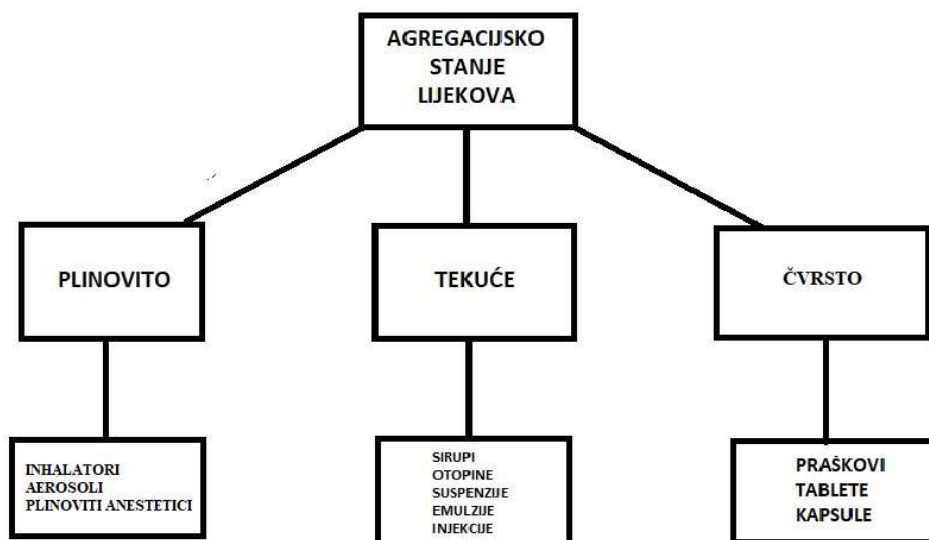 AGREGACIJSKO
STANJE
LIJEKOVA
PLINOVITO
TEKUĆE
ČVRSTO
INHALATORI
AEROSOLI
PLINOVITI ANESTETICI
SIRUPI
OTOPINE
SUSPENZIJE
EMULZIJE
INJEKCIJE
PRAŠKOVI
TABLETE
KAPSULE